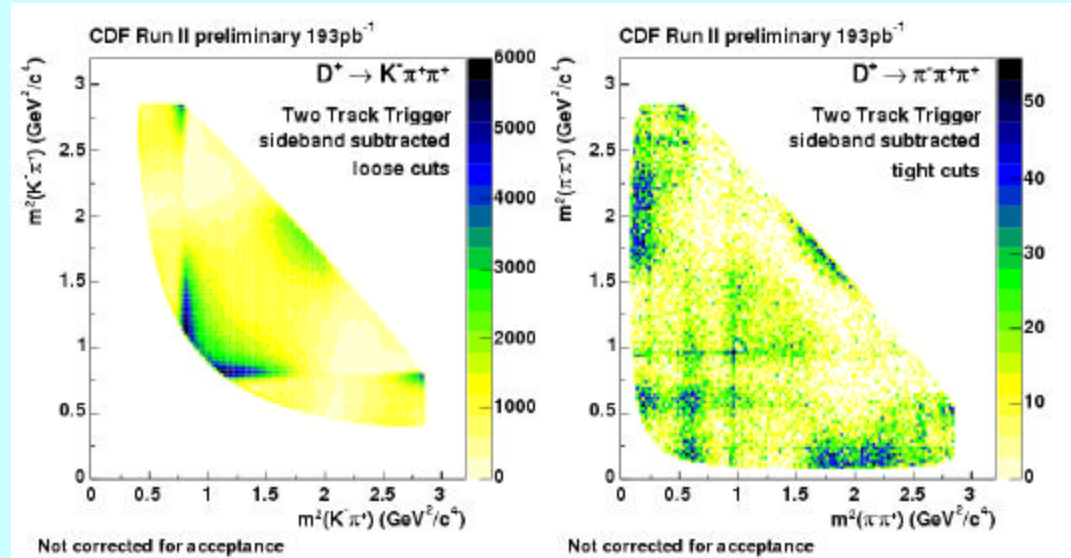 CDF Run II preliminary 193pb⁻¹
D⁺ → K⁻π⁺π⁺
Two Track Trigger
sideband subtracted
loose cuts
m²(K⁻π⁺) (GeV²/c⁴)
3
2.5
2
1.5
1
0.5
0
0 0.5 1 1.5 2 2.5 3
m²(K⁻π⁺) (GeV²/c⁴)
6000
5000
4000
3000
2000
1000
0
Not corrected for acceptance
CDF Run II preliminary 193pb⁻¹
D⁺ → π⁻π⁺π⁺
Two Track Trigger
sideband subtracted
tight cuts
m²(π⁻π⁺) (GeV²/c⁴)
3
2.5
2
1.5
1
0.5
0
0 0.5 1 1.5 2 2.5 3
m²(π⁻π⁺) (GeV²/c⁴)
50
40
30
20
10
0
Not corrected for acceptance